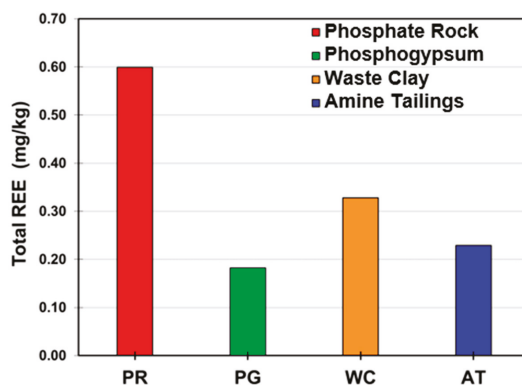 Total REE (mg/kg)
0.70
0.60
0.50
0.40
0.30
0.20
0.10
0.00
Phosphate Rock
Phosphogypsum
Waste Clay
Amine Tailings
PR PG WC AT